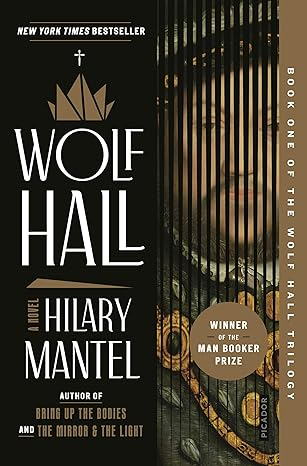 NEW YORK TIMES BESTSELLER
WOLF
HALL
A NOVEL
HILARY
MANTEL
AUTHOR OF
BRING UP THE BODIES
AND THE MIRROR & THE LIGHT
WINNER
OF THE
MAN BOOKER
PRIZE
PICADOR
BOOK ONE OF THE WOLF HALL TRILOGY